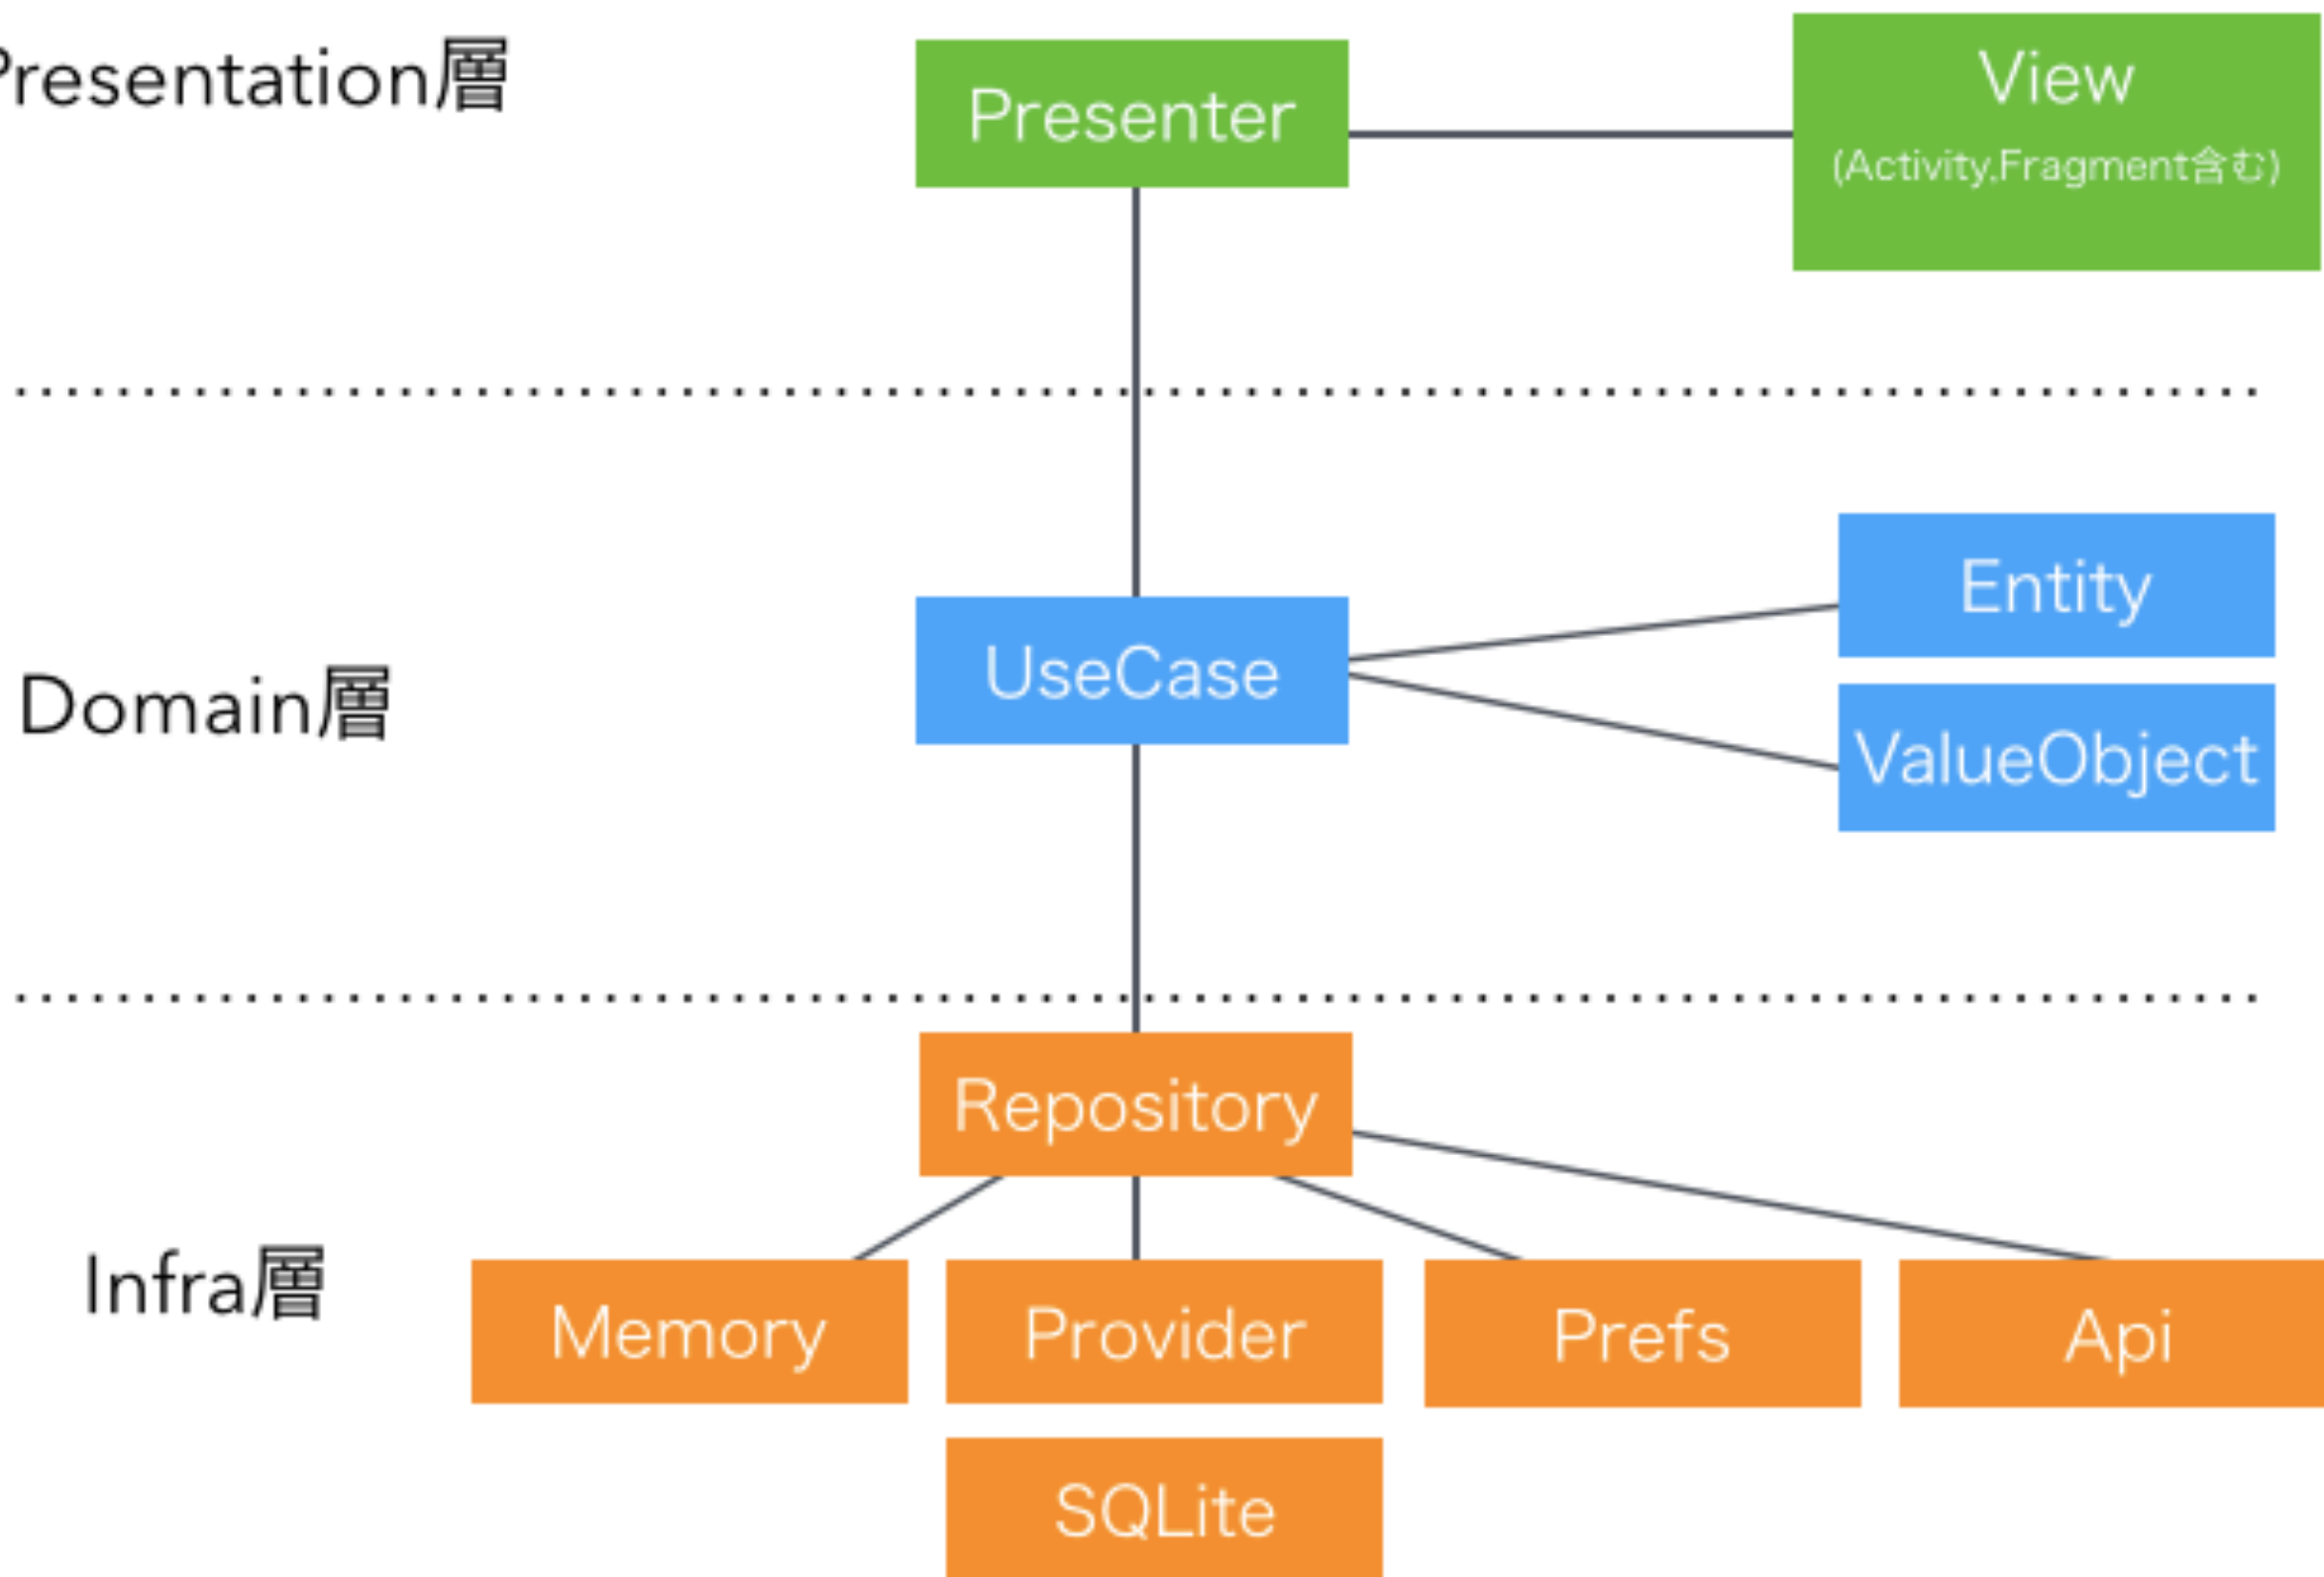 Presentation層
Presenter
View
(Activity,Fragment含む)
Domain層
UseCase
Entity
ValueObject
Infra層
Repository
Memory
Provider
Prefs
Api
SQLite